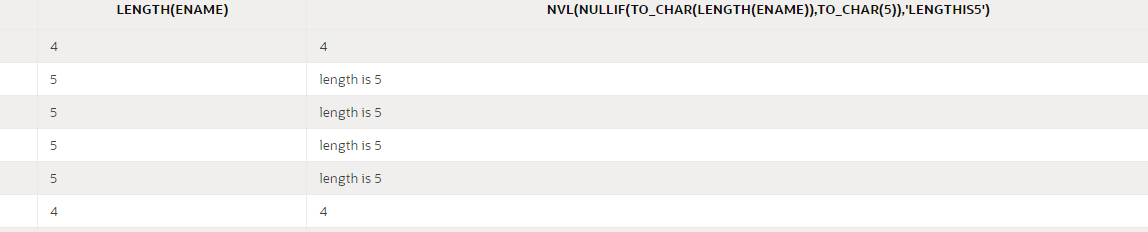 LENGTH(ENAME) NVL(NULLIF(TO_CHAR(LENGTH(ENAME)),TO_CHAR(5)),'LENGTHIS5')
4 4
5 length is 5
5 length is 5
5 length is 5
5 length is 5
4 4